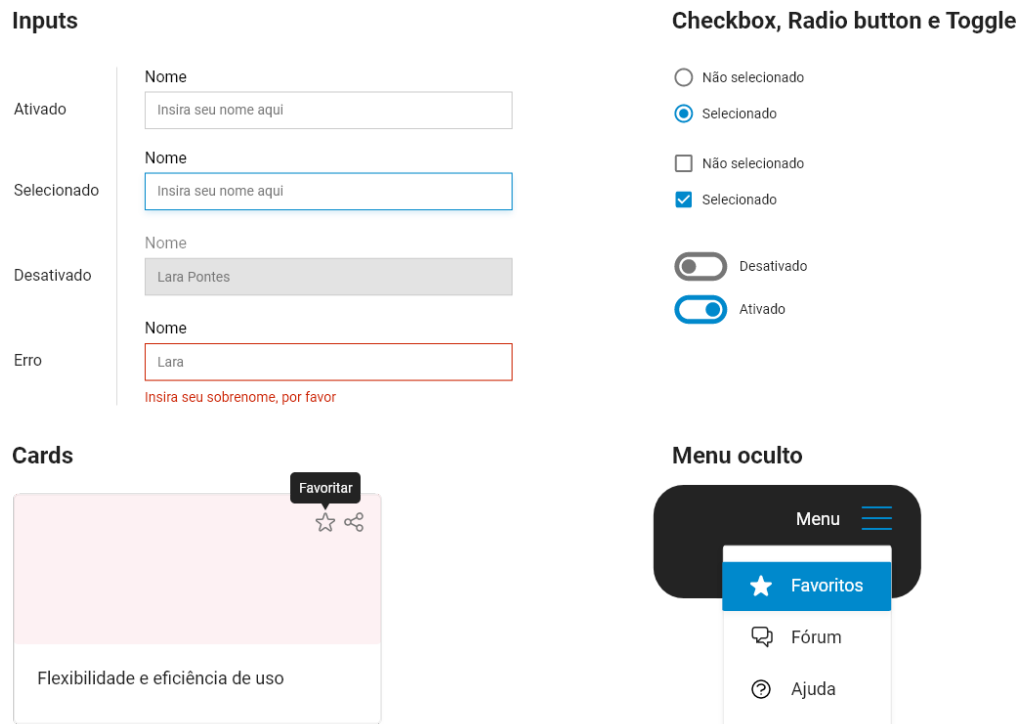 Inputs
Ativado
Nome
Insira seu nome aqui
Selecionado
Nome
Insira seu nome aqui
Desativado
Nome
Lara Pontes
Erro
Nome
Lara
Insira seu sobrenome, por favor
Checkbox, Radio button e Toggle
Não selecionado
Selecionado
Não selecionado
Selecionado
Desativado
Ativado
Cards
Favoritar
Flexibilidade e eficiência de uso
Menu oculto
Menu
Favoritos
Fórum
Ajuda